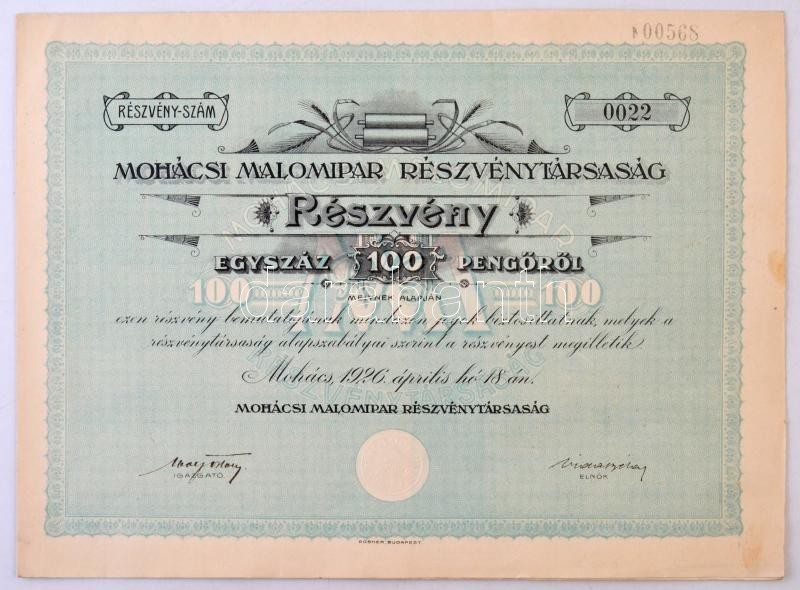 00568
RÉSZVÉNY-SZÁM
0022
MOHÁCSI MALOMIPAR RÉSZVÉNYTÁRSASÁG
Részvény
EGYSZÁZ 100 PENGŐRŐL
100 100
MELYNEK ALAPJÁN
ezen részvény bemutatójának mindazon jogok biztosíttatnak, melyek a
részvénytársaság alapszabályai szerint a részvényest megilletik.
Mohács, 1926. április hó 18-án.
MOHÁCSI MALOMIPAR RÉSZVÉNYTÁRSASÁG
IGAZGATÓ.
ELNÖK
PÓSNER, BUDAPEST